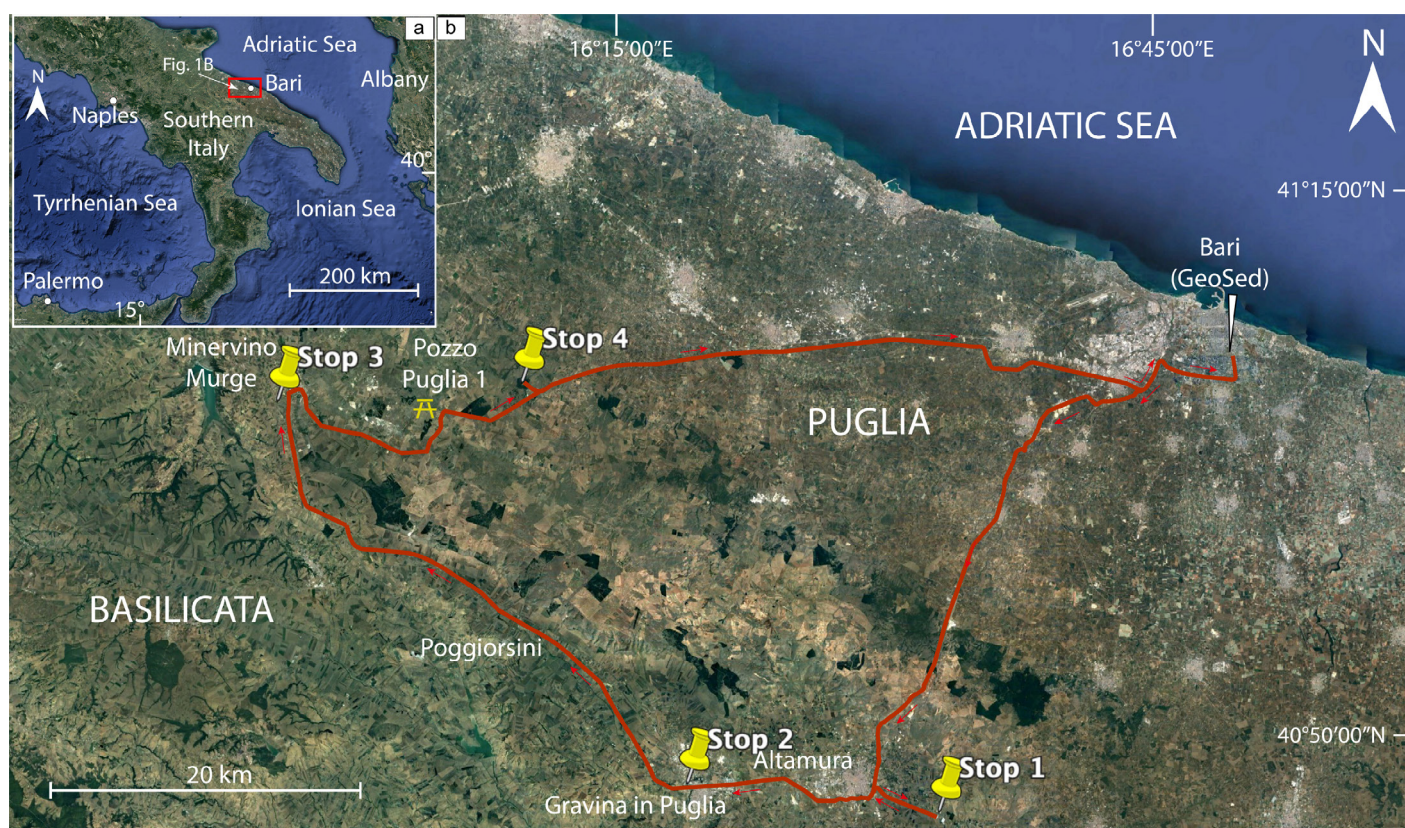 a
b
Adriatic Sea
Fig. 1B
Bari
Albany
N
Naples
Southern
Italy
40°
Tyrrhenian Sea
Ionian Sea
Palermo
200 km
15°
16°15’00”E
16°45’00”E
N
ADRIATIC SEA
41°15’00”N
Bari
(GeoSed)
Minervino
Murge
Stop 3
Pozzo
Puglia 1
Stop 4
PUGLIA
BASILICATA
Poggiorsini
Stop 2
Altamura
40°50’00”N
Stop 1
20 km
Gravina in Puglia